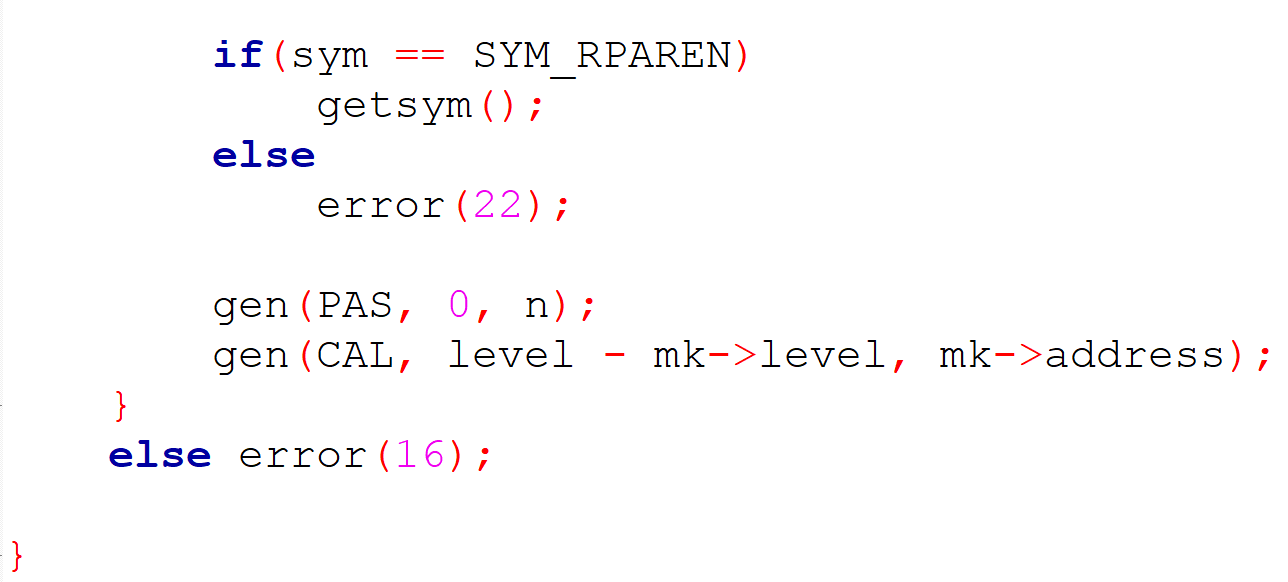 if(sym == SYM_RPAREN)
getsym();
else
error(22);
gen(PAS, 0, n);
gen(CAL, level - mk->level, mk->address);
}
else error(16);
}